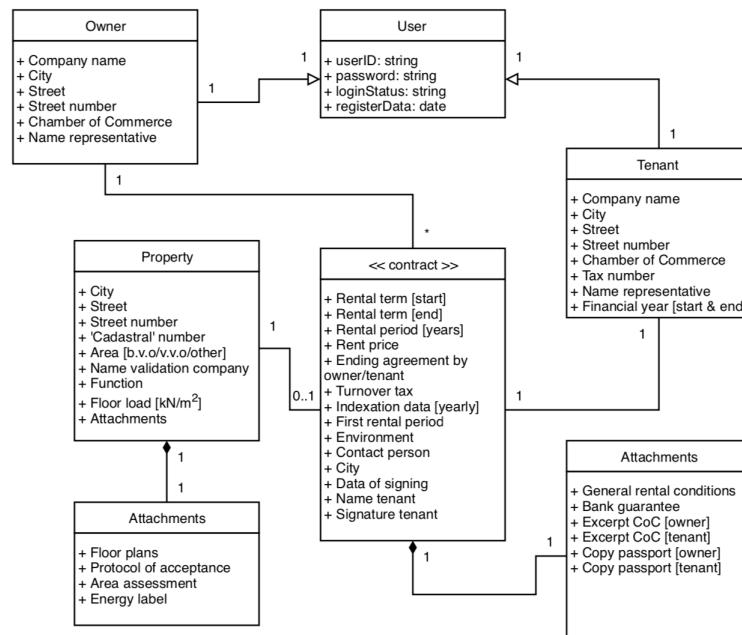 Owner
+ Company name
+ City
+ Street
+ Street number
+ Chamber of Commerce
+ Name representative
User
+ userID: string
+ password: string
+ loginStatus: string
+ registerData: date
1
1
1
1
Tenant
+ Company name
+ City
+ Street
+ Street number
+ Chamber of Commerce
+ Tax number
+ Name representative
+ Financial year [start & end
1
*
Property
+ City
+ Street
+ Street number
+ 'Cadastral' number
+ Area [b.v.o/v.v.o/other]
+ Name validation company
+ Function
+ Floor load [kN/m²]
+ Attachments
1
0..1
<< contract >>
+ Rental term [start]
+ Rental term [end]
+ Rental period [years]
+ Rent price
+ Ending agreement by
owner/tenant
+ Turnover tax
+ Indexation data [yearly]
+ First rental period
+ Environment
+ Contact person
+ City
+ Data of signing
+ Name tenant
+ Signature tenant
1
1
1
1
Attachments
+ Floor plans
+ Protocol of acceptance
+ Area assessment
+ Energy label
1
1
Attachments
+ General rental conditions
+ Bank guarantee
+ Excerpt CoC [owner]
+ Excerpt CoC [tenant]
+ Copy passport [owner]
+ Copy passport [tenant]